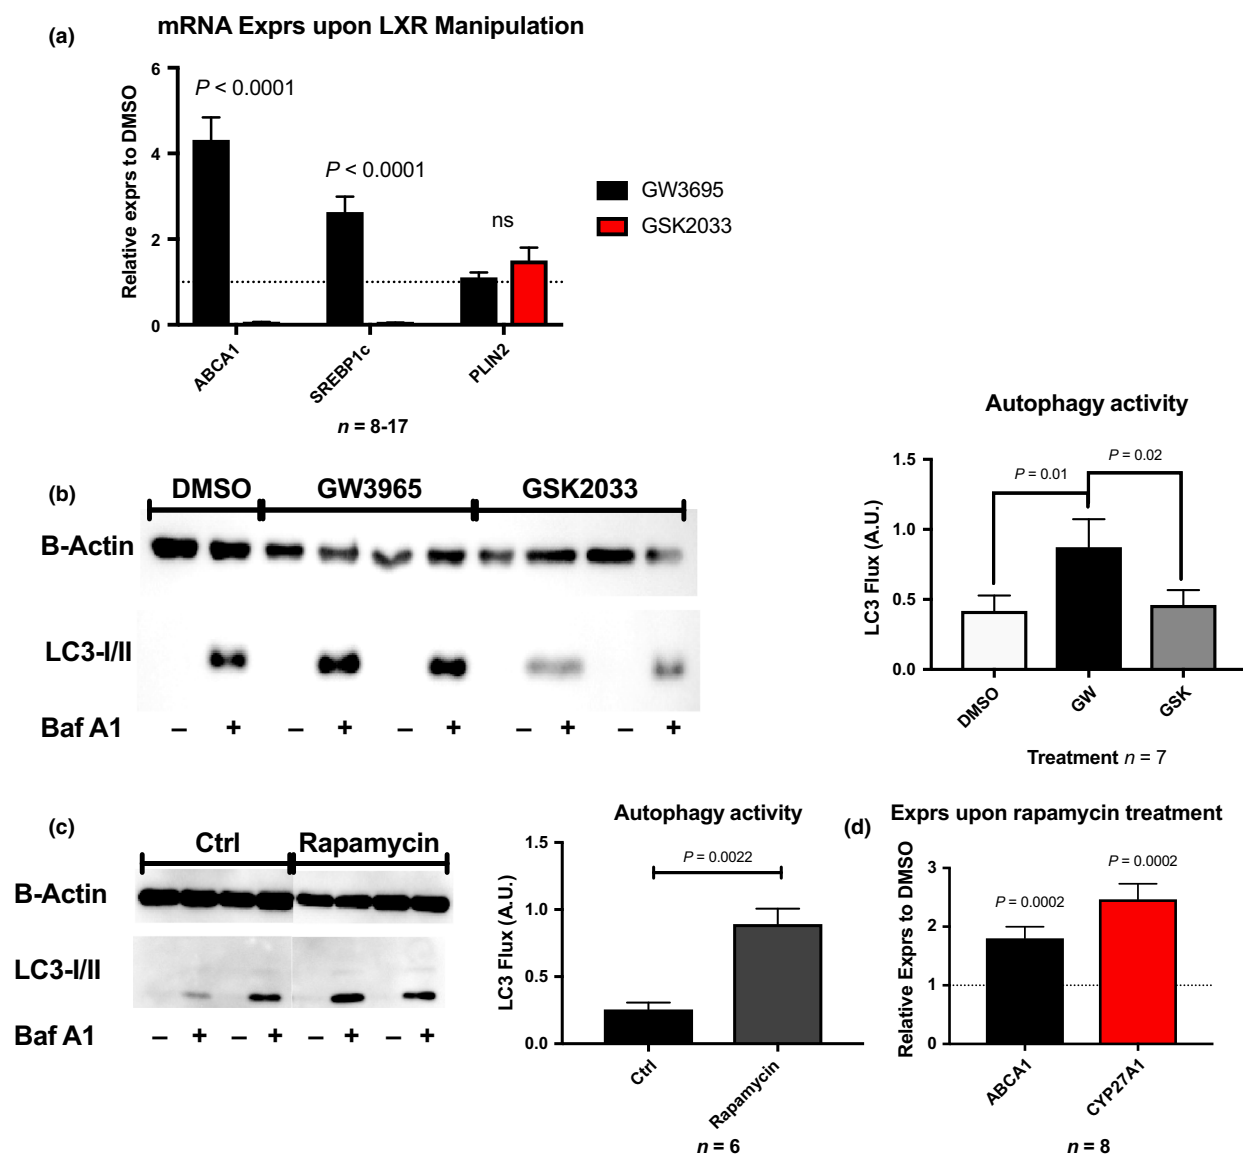 (a)
mRNA Exprs upon LXR Manipulation
Relative exprs to DMSO
6
4
2
0
P < 0.0001
P < 0.0001
ns
GW3695
GSK2033
ABCA1
SREBP1c
PLIN2
n = 8-17
(b)
DMSO GW3965 GSK2033
B-Actin
LC3-I/II
Baf A1 – + – + – + – + – +
Autophagy activity
LC3 Flux (A.U.)
1.5
1.0
0.5
0.0
P = 0.01
P = 0.02
DMSO
GW
GSK
Treatment n = 7
(c)
Ctrl Rapamycin
B-Actin
LC3-I/II
Baf A1 – + – + – + – +
Autophagy activity
LC3 Flux (A.U.)
1.5
1.0
0.5
0.0
P = 0.0022
Ctrl
Rapamycin
n = 6
(d)
Exprs upon rapamycin treatment
Relative Exprs to DMSO
3
2
1
0
P = 0.0002
P = 0.0002
ABCA1
CYP27A1
n = 8